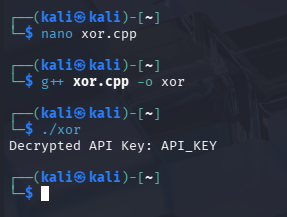 ┌──(kali㉿kali)-[~]
└─$ nano xor.cpp
┌──(kali㉿kali)-[~]
└─$ g++ xor.cpp -o xor
┌──(kali㉿kali)-[~]
└─$ ./xor
Decrypted API Key: API_KEY
┌──(kali㉿kali)-[~]
└─$